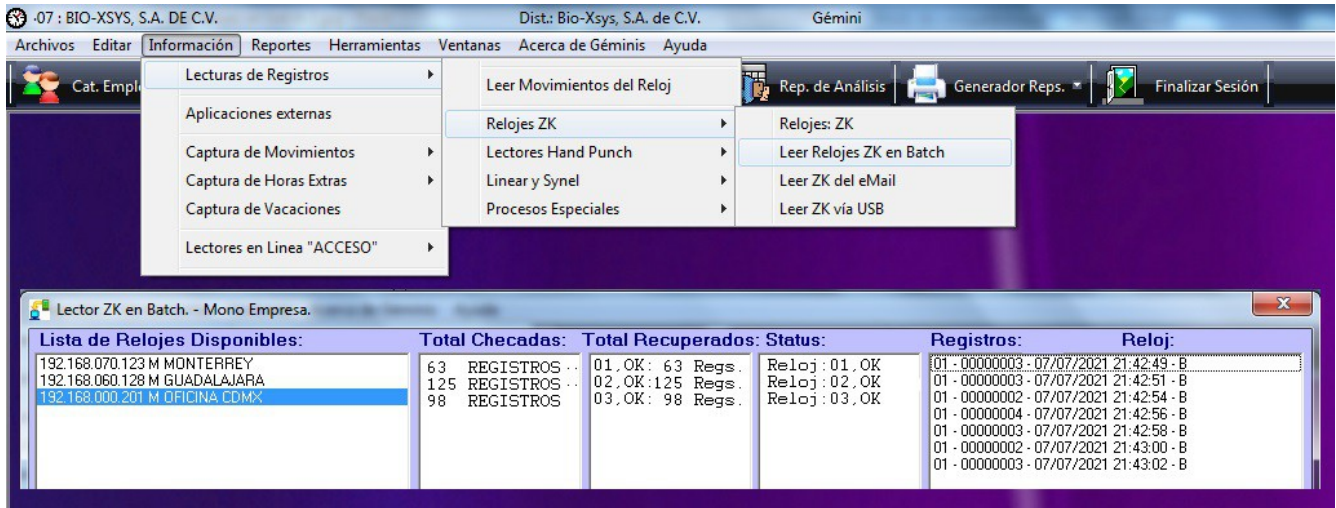 -07 : BIO-XSYS, S.A. DE C.V. Dist.: Bio-Xsys, S.A. de C.V. Gémini
Archivos Editar Información Reportes Herramientas Ventanas Acerca de Géminis Ayuda
Cat. Empl Lecturas de Registros Leer Movimientos del Reloj Rep. de Análisis Generador Reps. Finalizar Sesión
Aplicaciones externas
Relojes ZK Relojes: ZK
Captura de Movimientos Lectores Hand Punch Leer Relojes ZK en Batch
Captura de Horas Extras Linear y Synel Leer ZK del eMail
Captura de Vacaciones Procesos Especiales Leer ZK vía USB
Lectores en Linea "ACCESO"
Lector ZK en Batch. - Mono Empresa.
Lista de Relojes Disponibles: Total Checadas: Total Recuperados: Status: Registros: Reloj:
192.168.070.123 M MONTERREY 63 REGISTROS ·· 01,OK: 63 Regs. Reloj:01,OK 01 - 00000003 - 07/07/2021 21:42:49 - B
192.168.060.128 M GUADALAJARA 125 REGISTROS ·· 02,OK:125 Regs. Reloj:02,OK 01 - 00000003 - 07/07/2021 21:42:51 - B
192.168.000.201 M OFICINA CDMX 98 REGISTROS 03,OK: 98 Regs. Reloj:03,OK 01 - 00000002 - 07/07/2021 21:42:54 - B
01 - 00000004 - 07/07/2021 21:42:56 - B
01 - 00000003 - 07/07/2021 21:42:58 - B
01 - 00000002 - 07/07/2021 21:43:00 - B
01 - 00000003 - 07/07/2021 21:43:02 - B